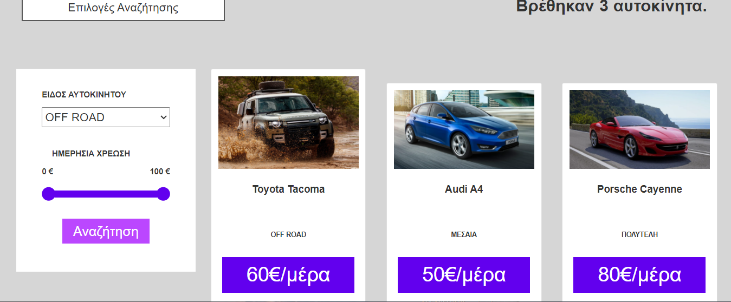 Επιλογές Αναζήτησης
Βρέθηκαν 3 αυτοκίνητα.
ΕΙΔΟΣ ΑΥΤΟΚΙΝΗΤΟΥ
OFF ROAD
ΗΜΕΡΗΣΙΑ ΧΡΕΩΣΗ
0 € 100 €
Αναζήτηση
Toyota Tacoma
OFF ROAD
60€/μέρα
Audi A4
ΜΕΣΑΙΑ
50€/μέρα
Porsche Cayenne
ΠΟΛΥΤΕΛΗ
80€/μέρα